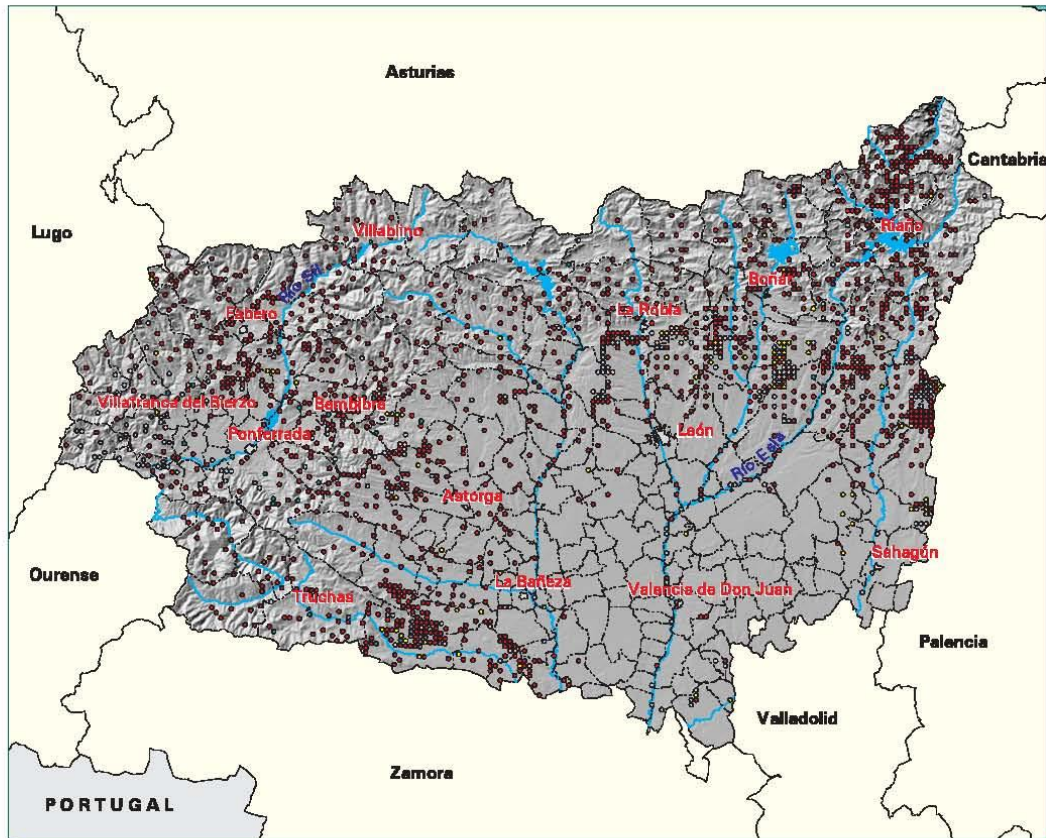 Asturias
Cantabria
Lugo
Riaño
Villablino
Boñar
Río Sil
Fabero
La Robla
Villafranca del Bierzo
Bembibre
Ponferrada
León
Río Esla
Astorga
Sahagún
Ourense
La Bañeza
Valencia de Don Juan
Truchas
Palencia
Valladolid
Zamora
PORTUGAL